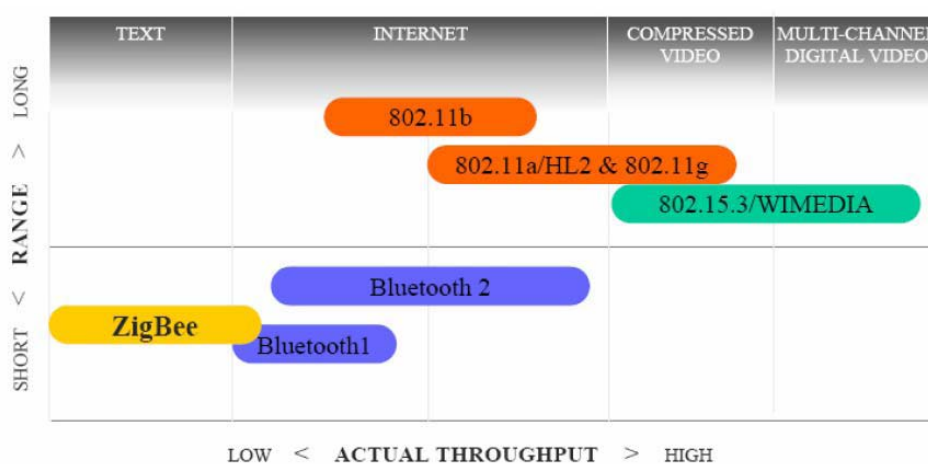 TEXT
INTERNET
COMPRESSED
VIDEO
MULTI-CHANNEL
DIGITAL VIDEO
SHORT < RANGE > LONG
802.11b
802.11a/HL2 & 802.11g
802.15.3/WIMEDIA
Bluetooth 2
ZigBee
Bluetooth1
LOW < ACTUAL THROUGHPUT > HIGH